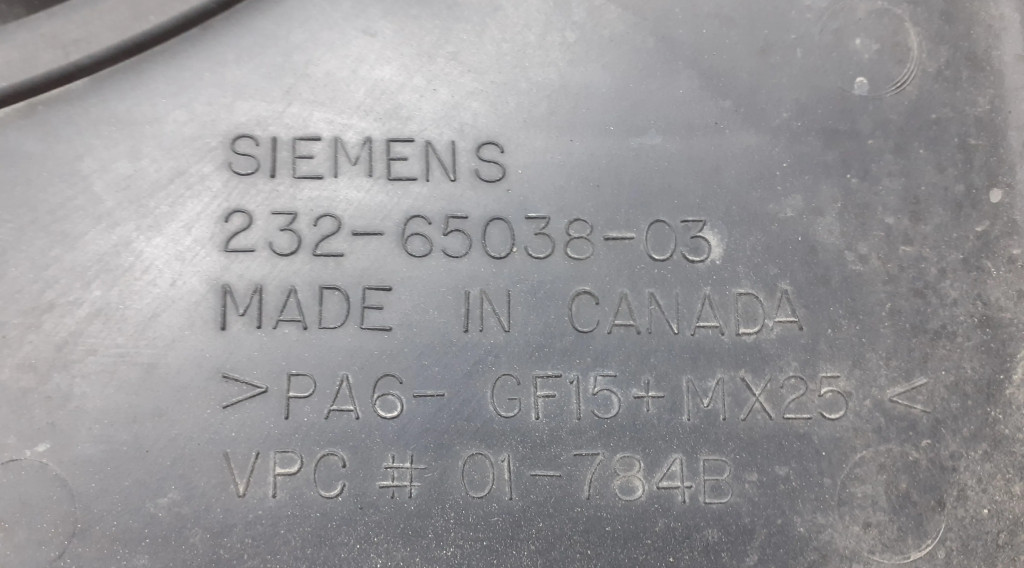 SIEMENS
232-65038-03
MADE IN CANADA
>PA6- GF15+MX25 <
VPC # 01-784B